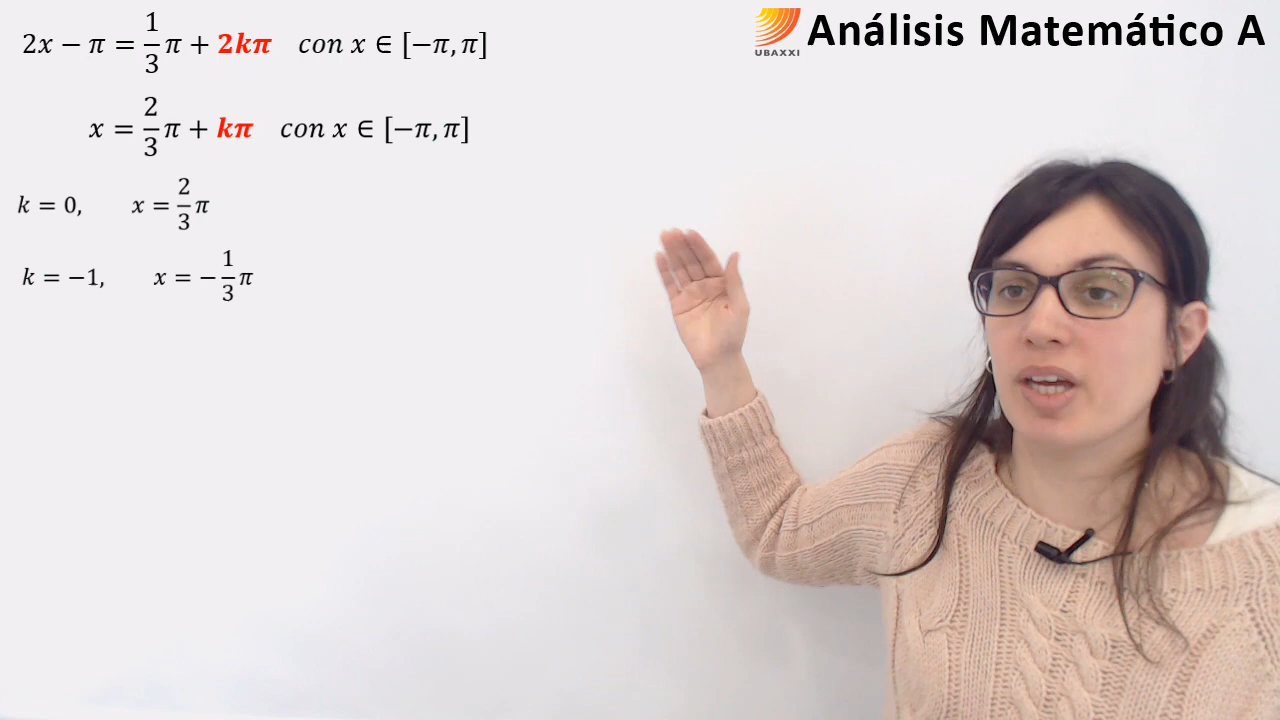 2x − π = 1/3 π + 2kπ con x ∈ [−π, π]
x = 2/3 π + kπ con x ∈ [−π, π]
k = 0, x = 2/3 π
k = −1, x = − 1/3 π
UBAXXI
Análisis Matemático A